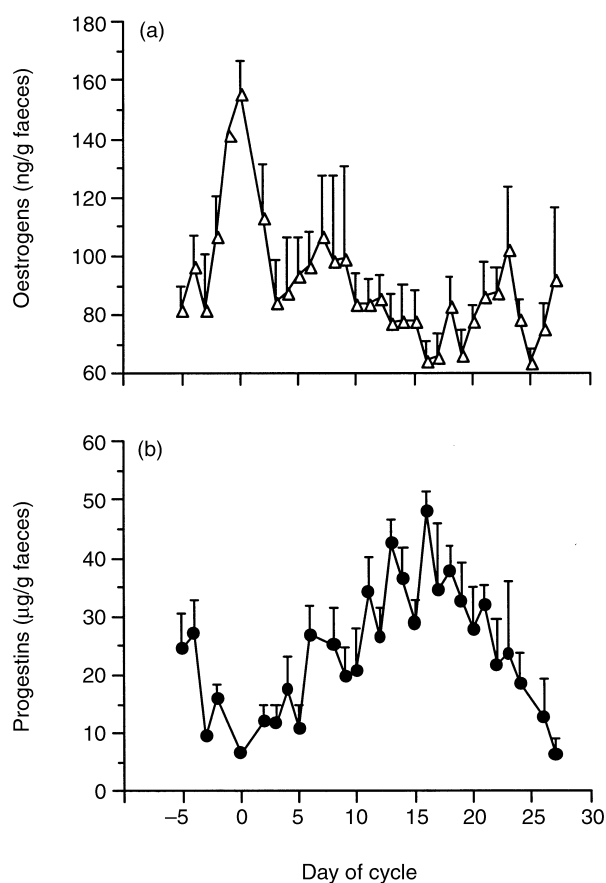 (a)
Oestrogens (ng/g faeces)
180
160
140
120
100
80
60
(b)
Progestins (µg/g faeces)
60
50
40
30
20
10
0
–5 0 5 10 15 20 25 30
Day of cycle